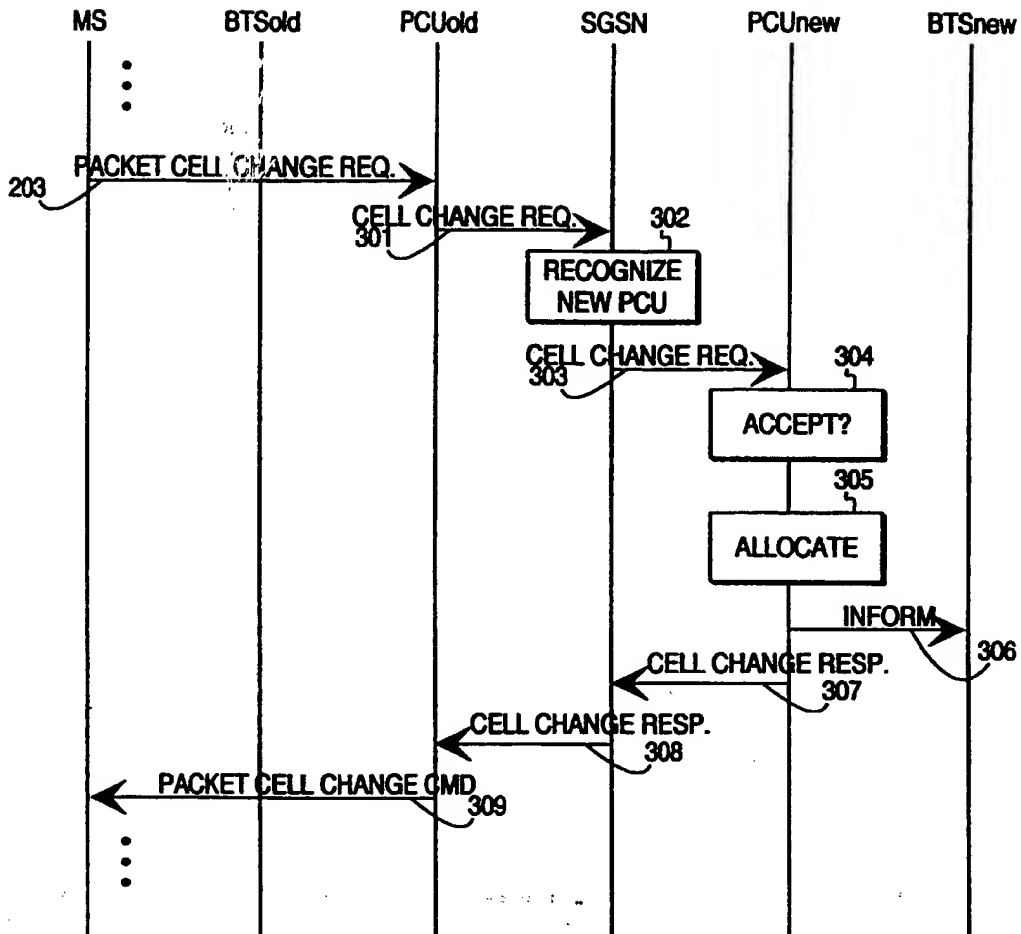 MS BTSold PCUold SGSN PCUnew BTSnew
PACKET CELL CHANGE REQ.
203
CELL CHANGE REQ.
301
302
RECOGNIZE
NEW PCU
CELL CHANGE REQ.
303
304
ACCEPT?
305
ALLOCATE
INFORM
306
CELL CHANGE RESP.
307
CELL CHANGE RESP.
308
PACKET CELL CHANGE CMD
309